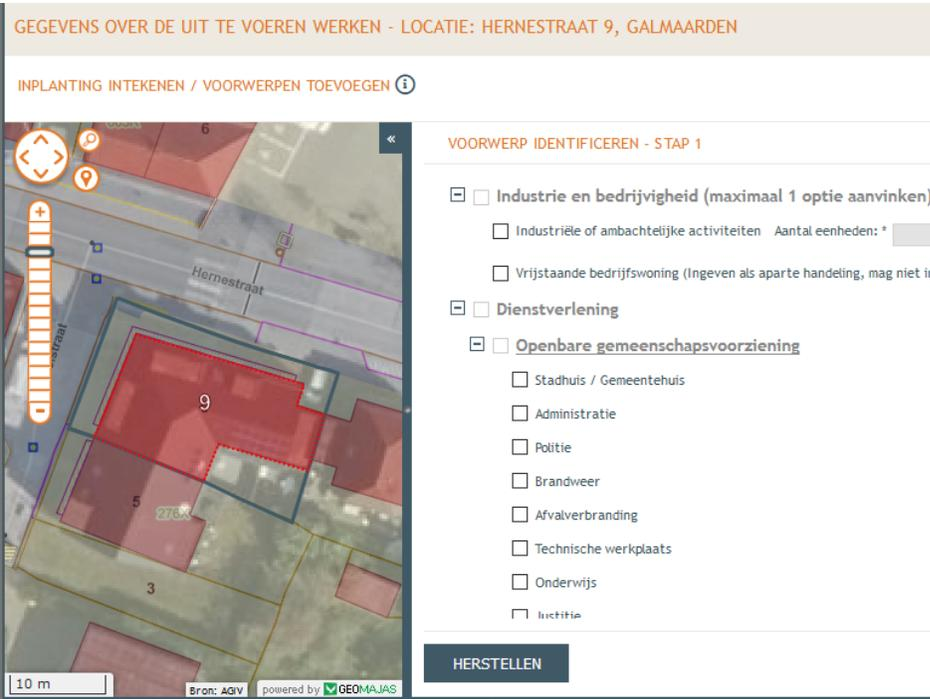 GEGEVENS OVER DE UIT TE VOEREN WERKEN - LOCATIE: HERNESTRAAT 9, GALMAARDEN
INPLANTING INTEKENEN / VOORWERPEN TOEVOEGEN i
«
VOORWERP IDENTIFICEREN - STAP 1
6
Industrie en bedrijvigheid (maximaal 1 optie aanvinken)
Industriële of ambachtelijke activiteiten Aantal eenheden: *
Vrijstaande bedrijfswoning (Ingeven als aparte handeling, mag niet
Hernestraat
Dienstverlening
Openbare gemeenschapsvoorziening
Stadhuis / Gemeentehuis
9
Administratie
Politie
Brandweer
5
276X
Afvalverbranding
Technische werkplaats
3
Onderwijs
Justitie
HERSTELLEN
10 m
Bron: AGIV
powered by GEOMAJAS